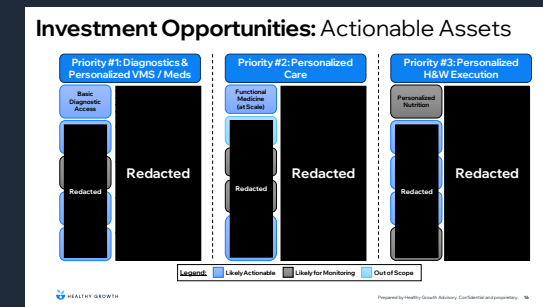 Investment Opportunities: Actionable Assets
Priority #1: Diagnostics &
Personalized VMS / Meds
Priority #2: Personalized
Care
Priority #3: Personalized
H&W Execution
Basic
Diagnostic
Access
Functional
Medicine
(at Scale)
Personalized
Nutrition
Redacted
Redacted
Redacted
Redacted
Redacted
Redacted
Legend:
Likely Actionable
Likely for Monitoring
Out of Scope
HEALTHY GROWTH
Prepared by Healthy Growth Advisory. Confidential and proprietary. 16